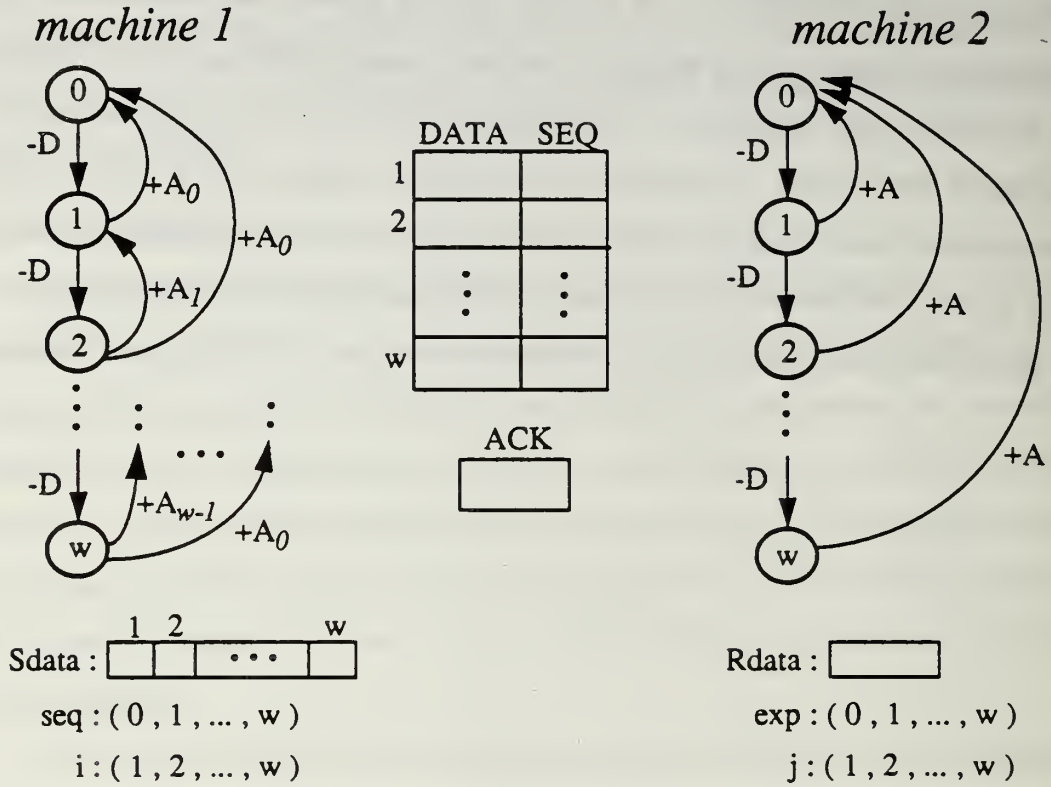 machine 1
0
-D
+A0
1
+A0
-D
+A1
2
-D
+Aw-1
+A0
w
Sdata :
1 2 w
seq : ( 0 , 1 , ... , w )
i : ( 1 , 2 , ... , w )
DATA SEQ
1
2
w
ACK
machine 2
0
-D
+A
1
-D
+A
2
-D
+A
w
Rdata :
exp : ( 0 , 1 , ... , w )
j : ( 1 , 2 , ... , w )